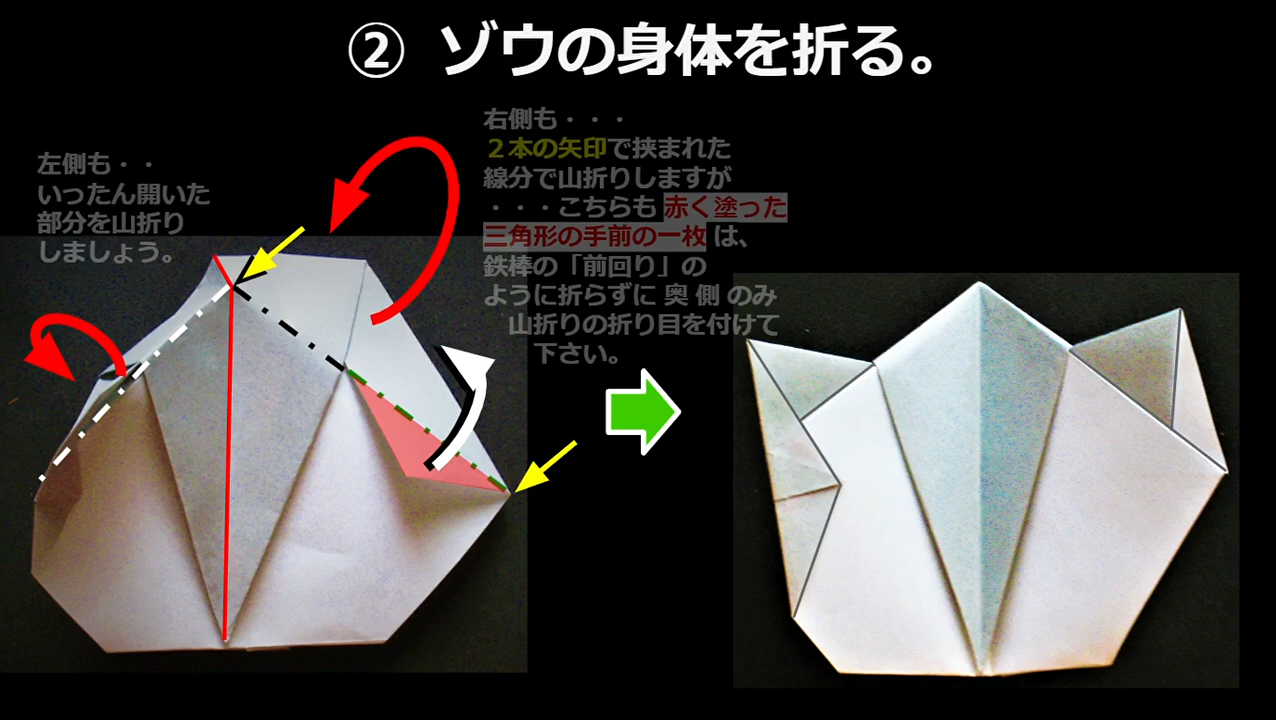 ② ゾウの身体を折る。
左側も・・
いったん開いた
部分を山折り
しましょう。
右側も・・・
２本の矢印で挟まれた
線分で山折りしますが
・・・こちらも 赤く塗った
三角形の手前の一枚 は、
鉄棒の「前回り」の
ように折らずに 奥 側 のみ
山折りの折り目を付けて
下さい。